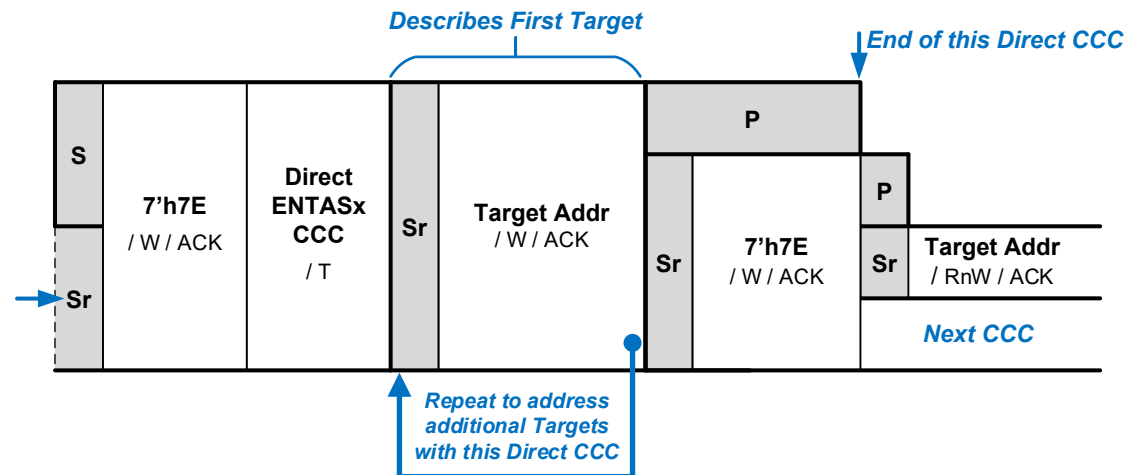 Describes First Target
End of this Direct CCC
S
Sr
7’h7E
/ W / ACK
Direct
ENTASx
CCC
/ T
Sr
Target Addr
/ W / ACK
P
Sr
7’h7E
/ W / ACK
P
Sr
Target Addr
/ RnW / ACK
Next CCC
Repeat to address
additional Targets
with this Direct CCC